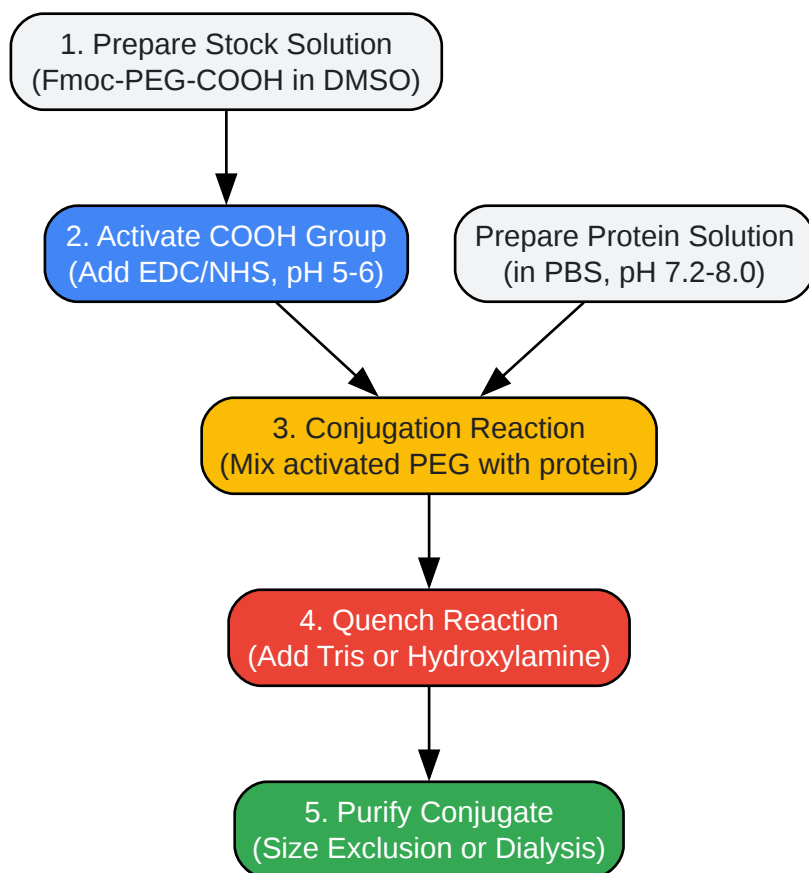 1. Prepare Stock Solution
(Fmoc-PEG-COOH in DMSO)
2. Activate COOH Group
(Add EDC/NHS, pH 5-6)
Prepare Protein Solution
(in PBS, pH 7.2-8.0)
3. Conjugation Reaction
(Mix activated PEG with protein)
4. Quench Reaction
(Add Tris or Hydroxylamine)
5. Purify Conjugate
(Size Exclusion or Dialysis)